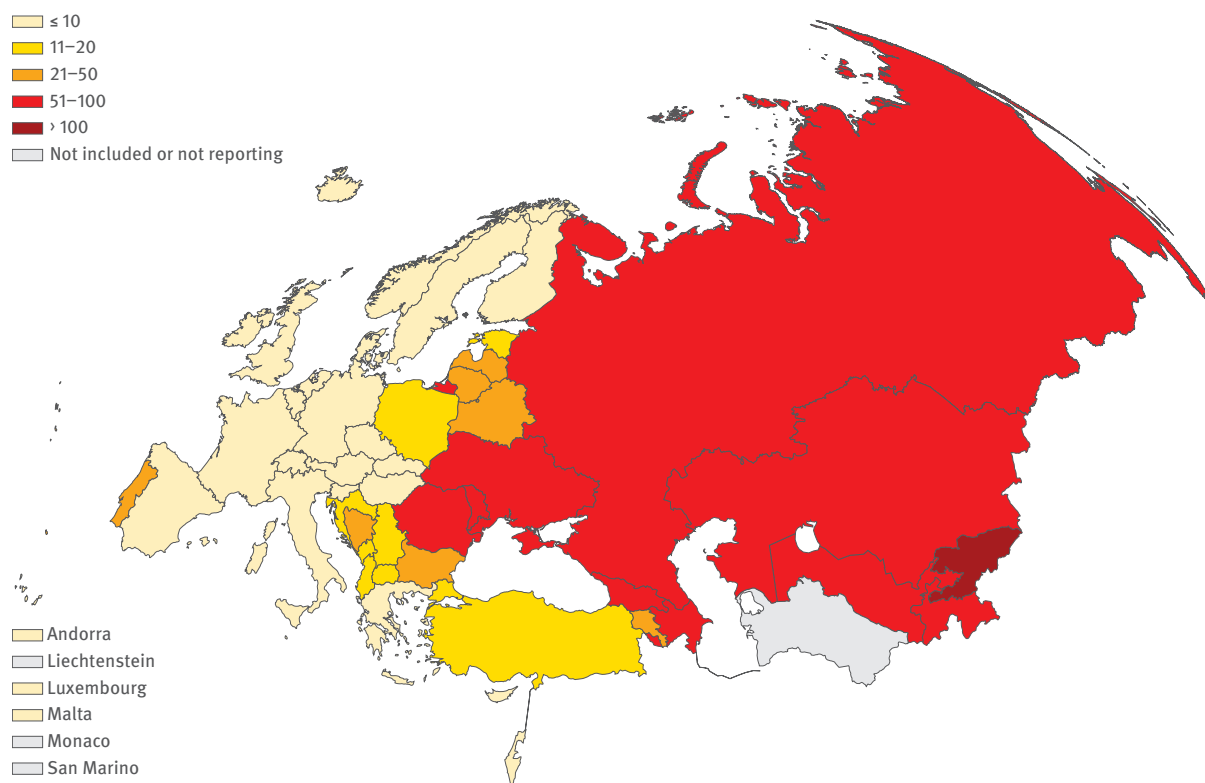 ≤ 10
11–20
21–50
51–100
› 100
Not included or not reporting
Andorra
Liechtenstein
Luxembourg
Malta
Monaco
San Marino